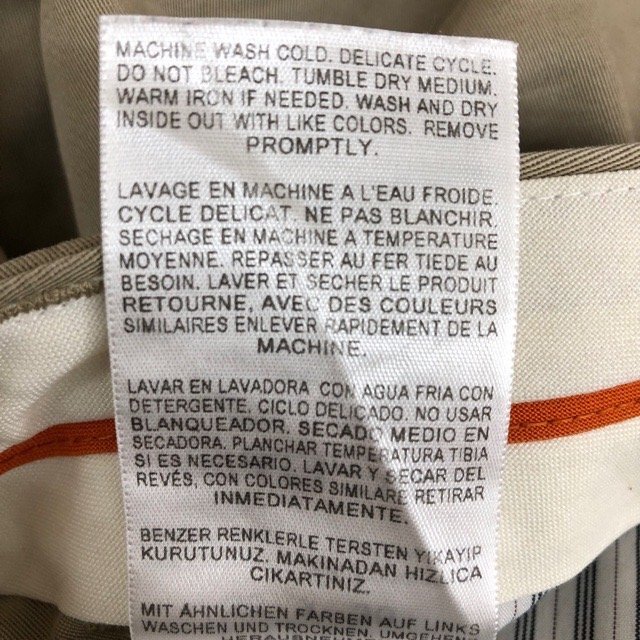 MACHINE WASH COLD. DELICATE CYCLE.
DO NOT BLEACH. TUMBLE DRY MEDIUM.
WARM IRON IF NEEDED. WASH AND DRY
INSIDE OUT WITH LIKE COLORS. REMOVE
PROMPTLY.
LAVAGE EN MACHINE A L'EAU FROIDE.
CYCLE DELICAT. NE PAS BLANCHIR.
SECHAGE EN MACHINE A TEMPERATURE
MOYENNE. REPASSER AU FER TIEDE AU
BESOIN. LAVER ET SECHER LE PRODUIT
RETOURNE, AVEC DES COULEURS
SIMILAIRES ENLEVER RAPIDEMENT DE LA
MACHINE.
LAVAR EN LAVADORA CON AGUA FRIA CON
DETERGENTE. CICLO DELICADO. NO USAR
BLANQUEADOR. SECADO MEDIO EN
SECADORA. PLANCHAR TEMPERATURA TIBIA
SI ES NECESARIO. LAVAR Y SECAR DEL
REVÉS, CON COLORES SIMILARE RETIRAR
INMEDIATAMENTE.
BENZER RENKLERLE TERSTEN YIKAYIP
KURUTUNUZ. MAKINADAN HIZLICA
CIKARTINIZ.
MIT ÄHNLICHEN FARBEN AUF LINKS
WASCHEN UND TROCKNEN. UMGEHEND